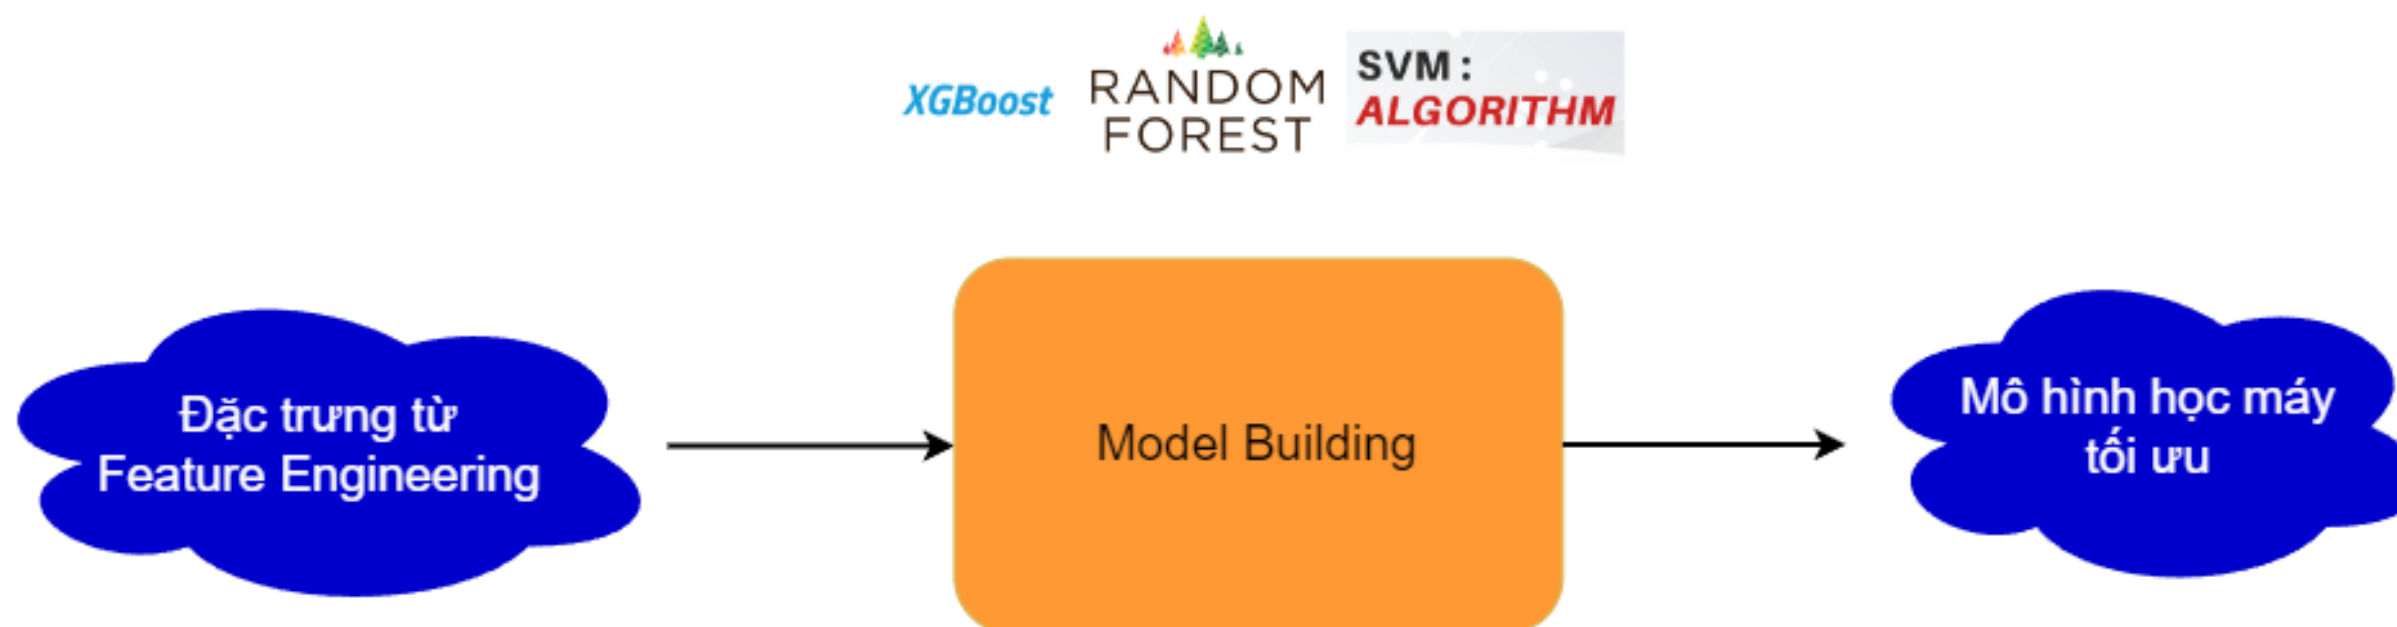 XGBoost
RANDOM
FOREST
SVM :
ALGORITHM
Đặc trưng từ
Feature Engineering
Model Building
Mô hình học máy
tối ưu